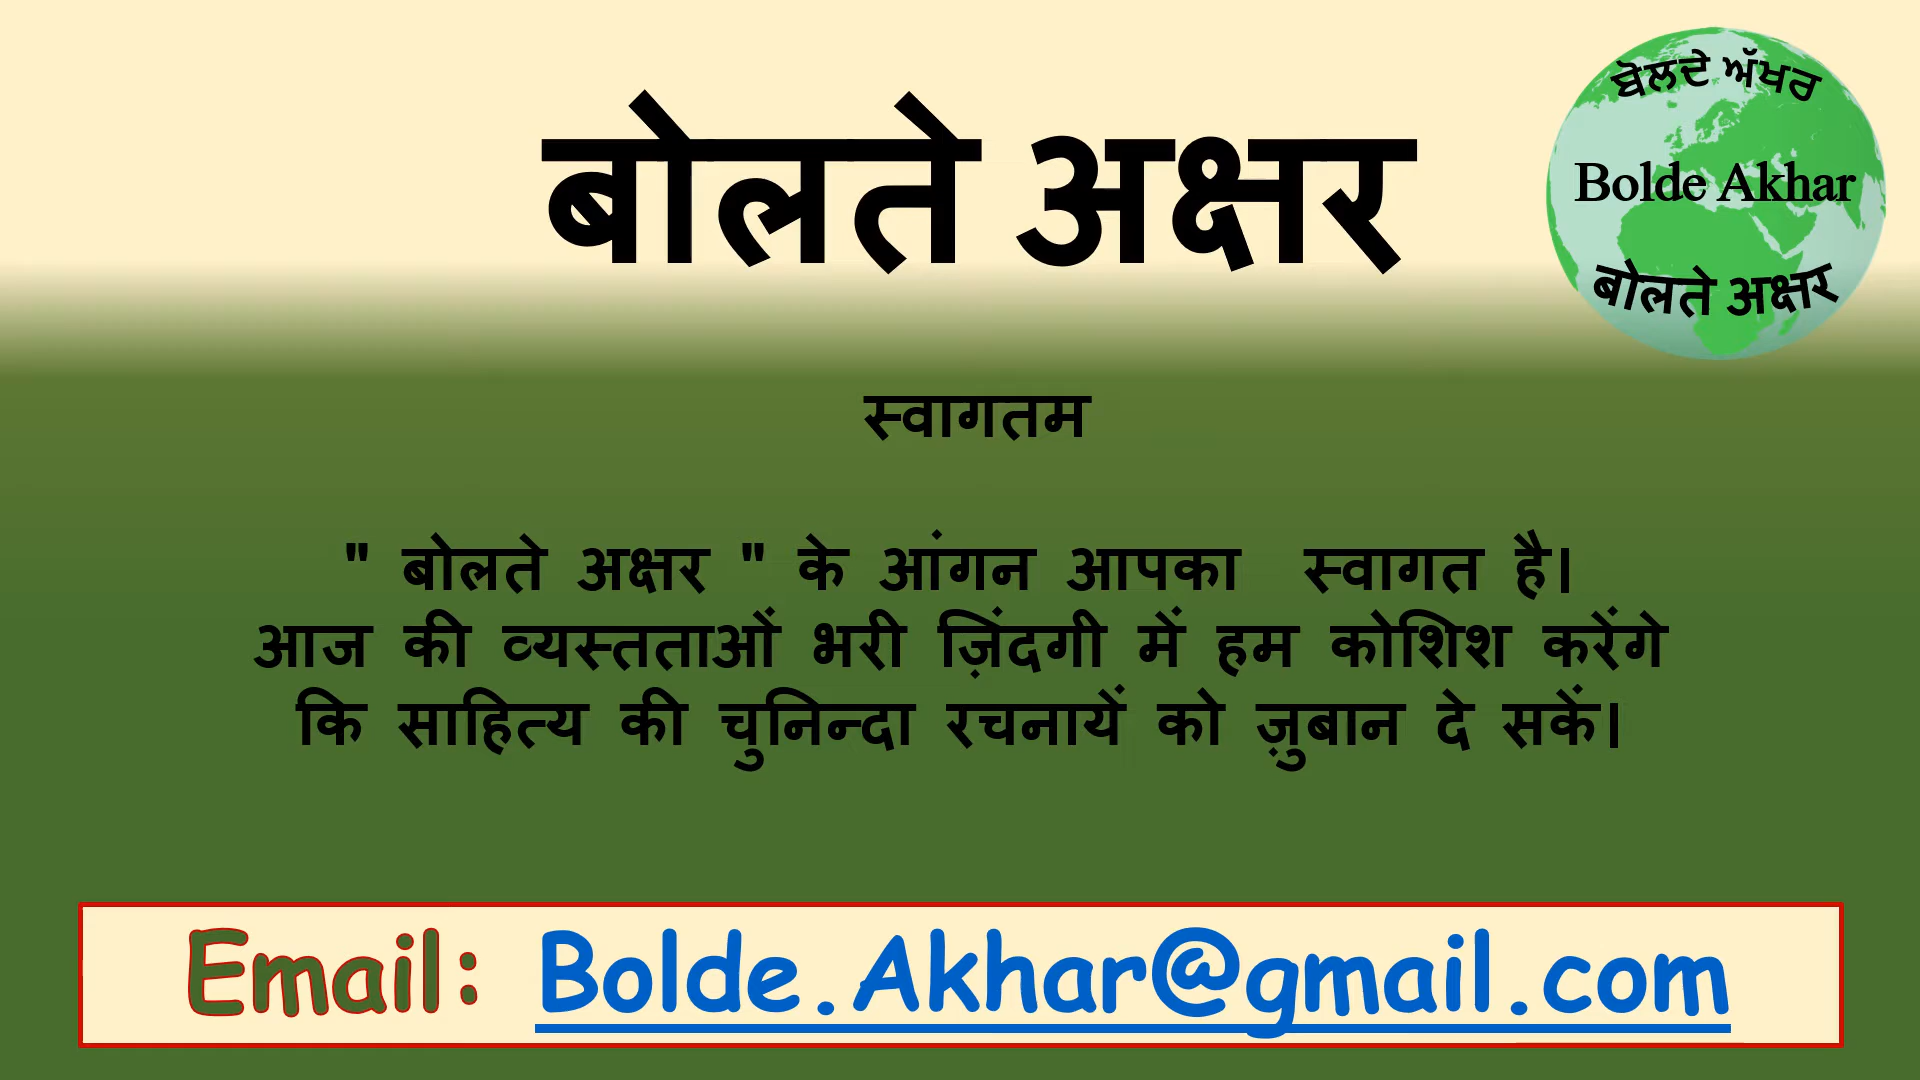 बोलते अक्षर
ਬੋਲਦੇ ਅੱਖਰ
Bolde Akhar
बोलते अक्षर
स्वागतम
" बोलते अक्षर " के आंगन आपका स्वागत है।
आज की व्यस्तताओं भरी ज़िंदगी में हम कोशिश करेंगे
कि साहित्य की चुनिन्दा रचनायें को ज़ुबान दे सकें।
Email: Bolde.Akhar@gmail.com